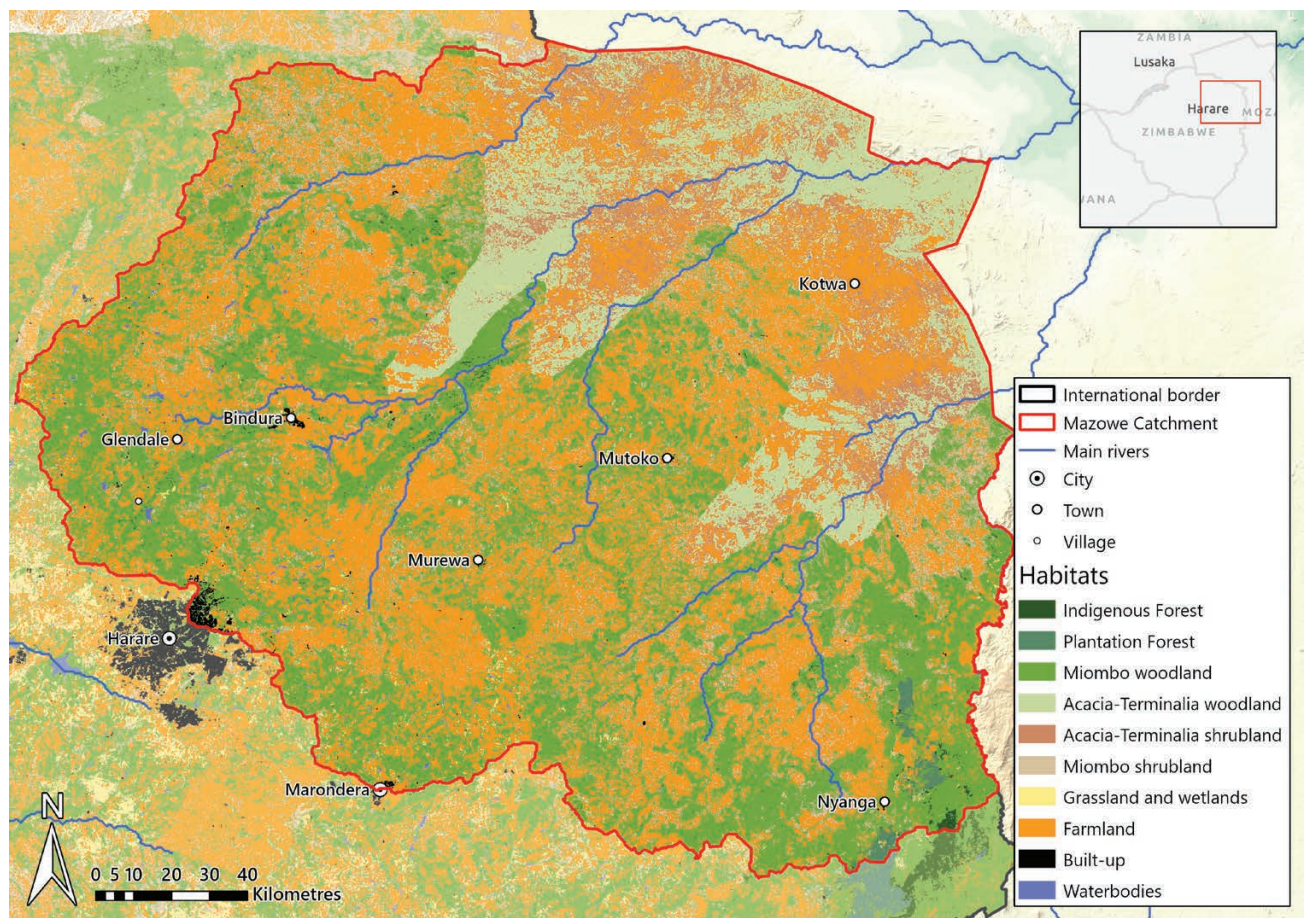 ZAMBIA
Lusaka
Harare
MOZA
ZIMBABWE
WANA
Kotwa
Bindura
Glendale
Mutoko
Murewa
Harare
Marondera
Nyanga
N
0 5 10 20 30 40
Kilometres
International border
Mazowe Catchment
Main rivers
City
Town
Village
Habitats
Indigenous Forest
Plantation Forest
Miombo woodland
Acacia-Terminalia woodland
Acacia-Terminalia shrubland
Miombo shrubland
Grassland and wetlands
Farmland
Built-up
Waterbodies